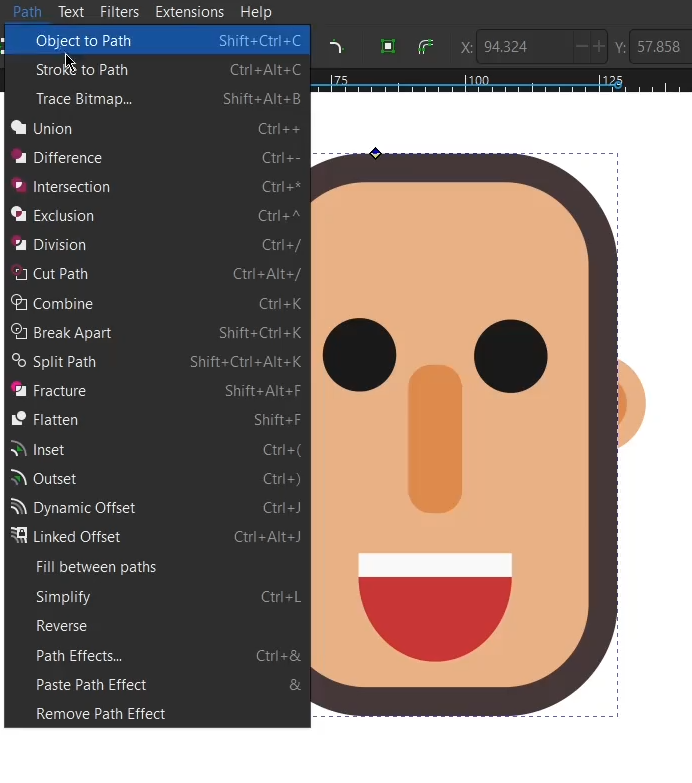 Path Text Filters Extensions Help
X: 94.324 Y: 57.858
75 100 125
Object to Path Shift+Ctrl+C
Stroke to Path Ctrl+Alt+C
Trace Bitmap... Shift+Alt+B
Union Ctrl++
Difference Ctrl+-
Intersection Ctrl+*
Exclusion Ctrl+^
Division Ctrl+/
Cut Path Ctrl+Alt+/
Combine Ctrl+K
Break Apart Shift+Ctrl+K
Split Path Shift+Ctrl+Alt+K
Fracture Shift+Alt+F
Flatten Shift+F
Inset Ctrl+(
Outset Ctrl+)
Dynamic Offset Ctrl+J
Linked Offset Ctrl+Alt+J
Fill between paths
Simplify Ctrl+L
Reverse
Path Effects... Ctrl+&
Paste Path Effect &
Remove Path Effect